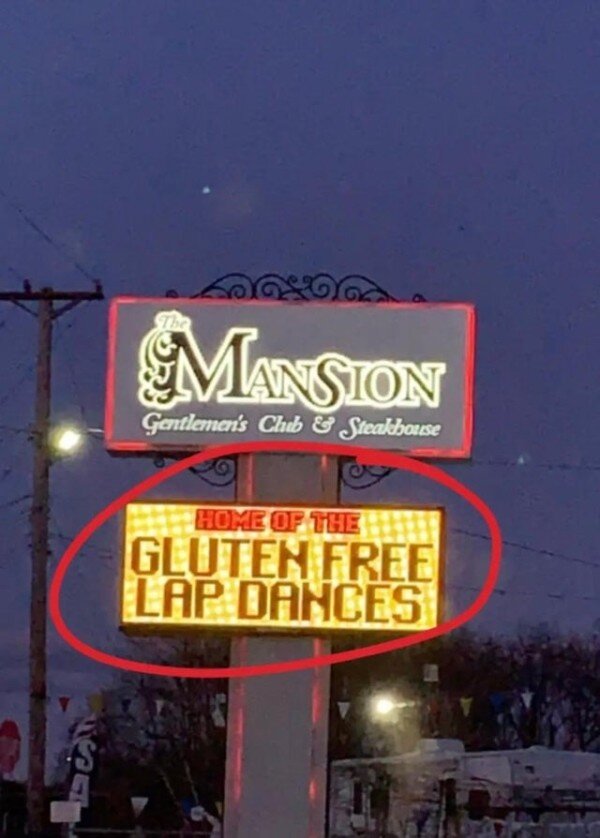 The
MANSION
Gentlemen's Club & Steakhouse
HOME OF THE
GLUTEN FREE
LAP DANCES